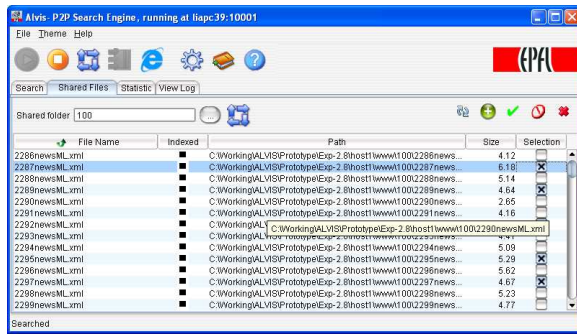 Alvis- P2P Search Engine, running at liapc39:10001
File Theme Help
EPFL
Search Shared Files Statistic View Log
Shared folder 100 ...
File Name Indexed Path Size Selection
2286newsML.xml C:\Working\ALVIS\Prototype\Exp-2.8\host1\www\100\2286news... 4.12
2287newsML.xml C:\Working\ALVIS\Prototype\Exp-2.8\host1\www\100\2287news... 6.18
2288newsML.xml C:\Working\ALVIS\Prototype\Exp-2.8\host1\www\100\2288news... 5.14
2289newsML.xml C:\Working\ALVIS\Prototype\Exp-2.8\host1\www\100\2289news... 4.64
2290newsML.xml C:\Working\ALVIS\Prototype\Exp-2.8\host1\www\100\2290news... 2.65
2291newsML.xml C:\Working\ALVIS\Prototype\Exp-2.8\host1\www\100\2291news... 4.16
2292newsML.xml C:\Working\ALVIS\Prototype\Exp-2.8\host1\www\100\2290newsML.xml
2293newsML.xml C:\Working\ALVIS\Prototype\Exp-2.8\host1\www\100\2293news...
2294newsML.xml C:\Working\ALVIS\Prototype\Exp-2.8\host1\www\100\2294news... 5.09
2295newsML.xml C:\Working\ALVIS\Prototype\Exp-2.8\host1\www\100\2295news... 5.29
2296newsML.xml C:\Working\ALVIS\Prototype\Exp-2.8\host1\www\100\2296news... 5.62
2297newsML.xml C:\Working\ALVIS\Prototype\Exp-2.8\host1\www\100\2297news... 4.67
2298newsML.xml C:\Working\ALVIS\Prototype\Exp-2.8\host1\www\100\2298news... 5.23
2299newsML.xml C:\Working\ALVIS\Prototype\Exp-2.8\host1\www\100\2299news... 4.77
Searched